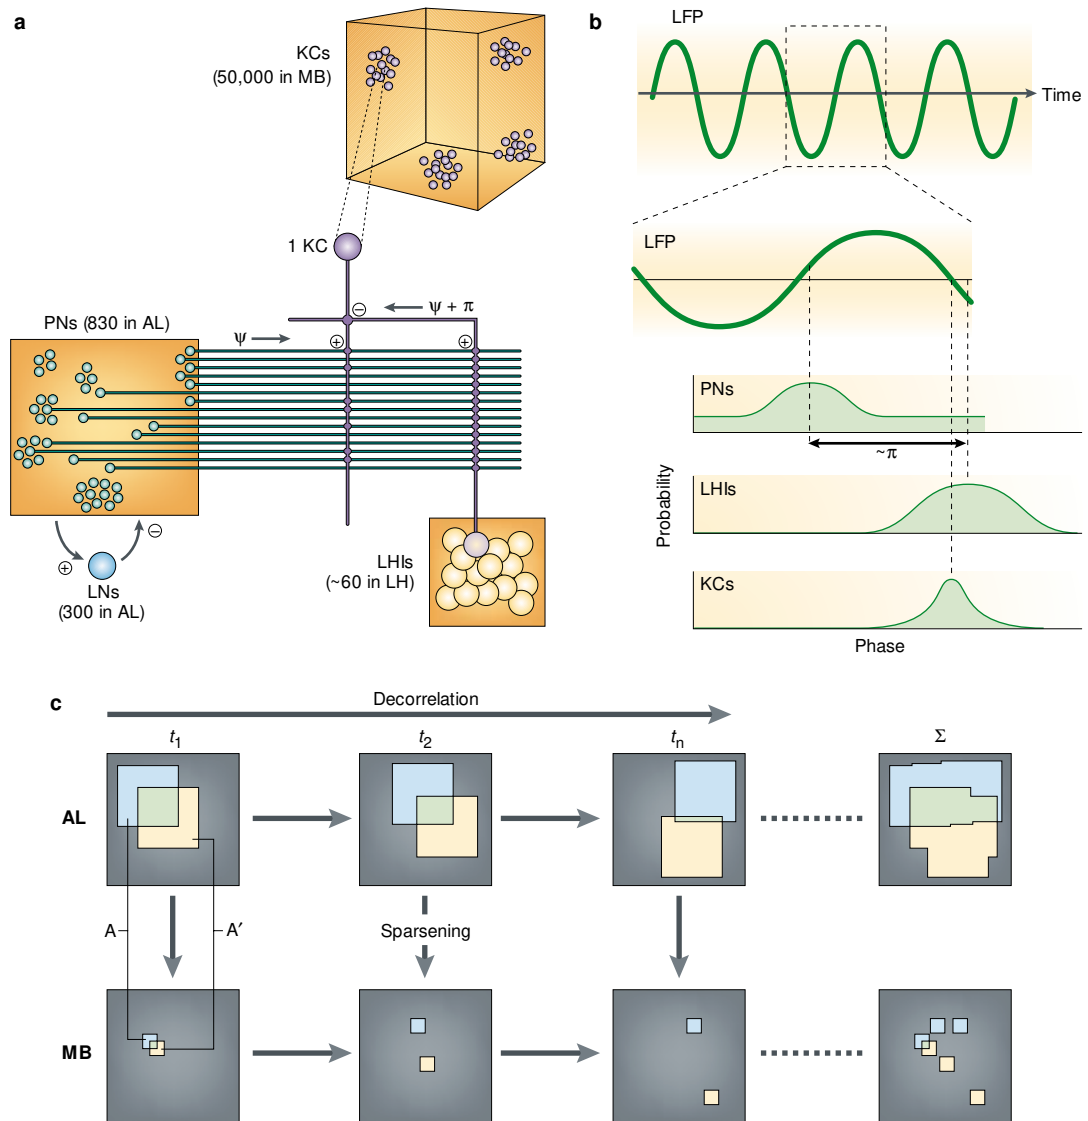 a
KCs
(50,000 in MB)
1 KC
−
ψ + π
PNs (830 in AL)
ψ
+
+
+
−
LNs
(300 in AL)
LHIs
(~60 in LH)
b
LFP
Time
LFP
PNs
~π
LHIs
KCs
Probability
Phase
c
Decorrelation
t1
t2
tn
Σ
AL
A
A′
Sparsening
MB